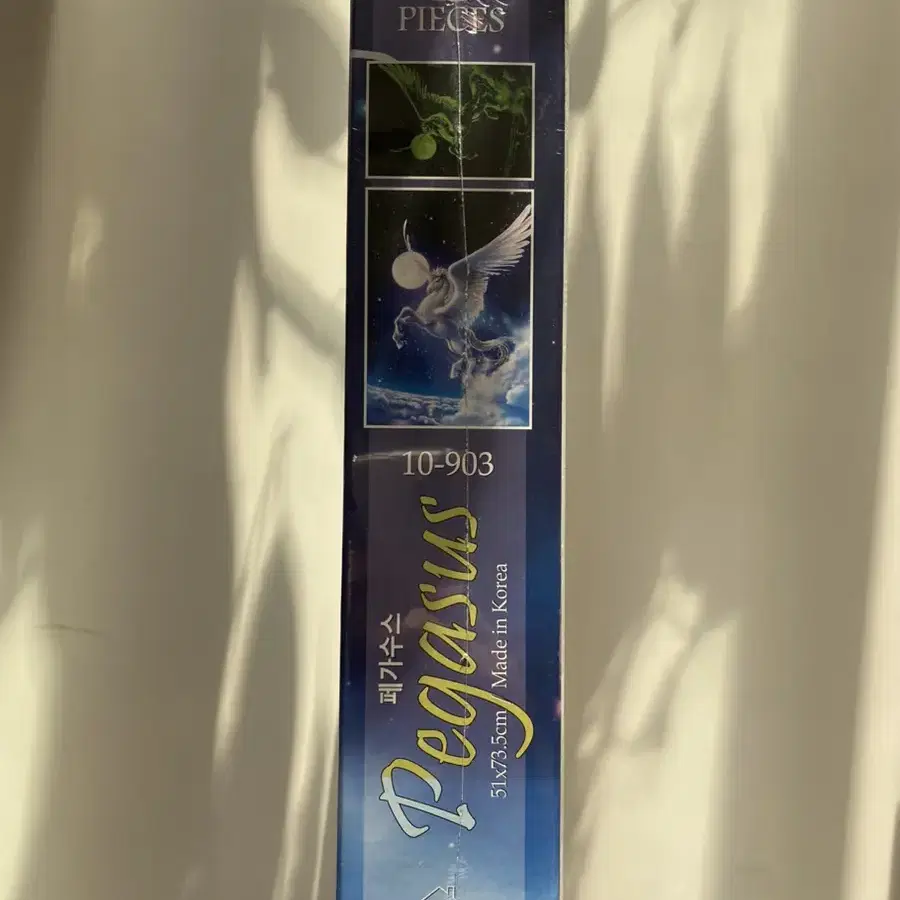 PIECES
10-903
페가수스
Pegasus
51x73.5cm / Made in Korea